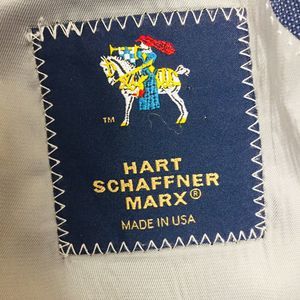 TM
HART
SCHAFFNER
MARX®
MADE IN USA